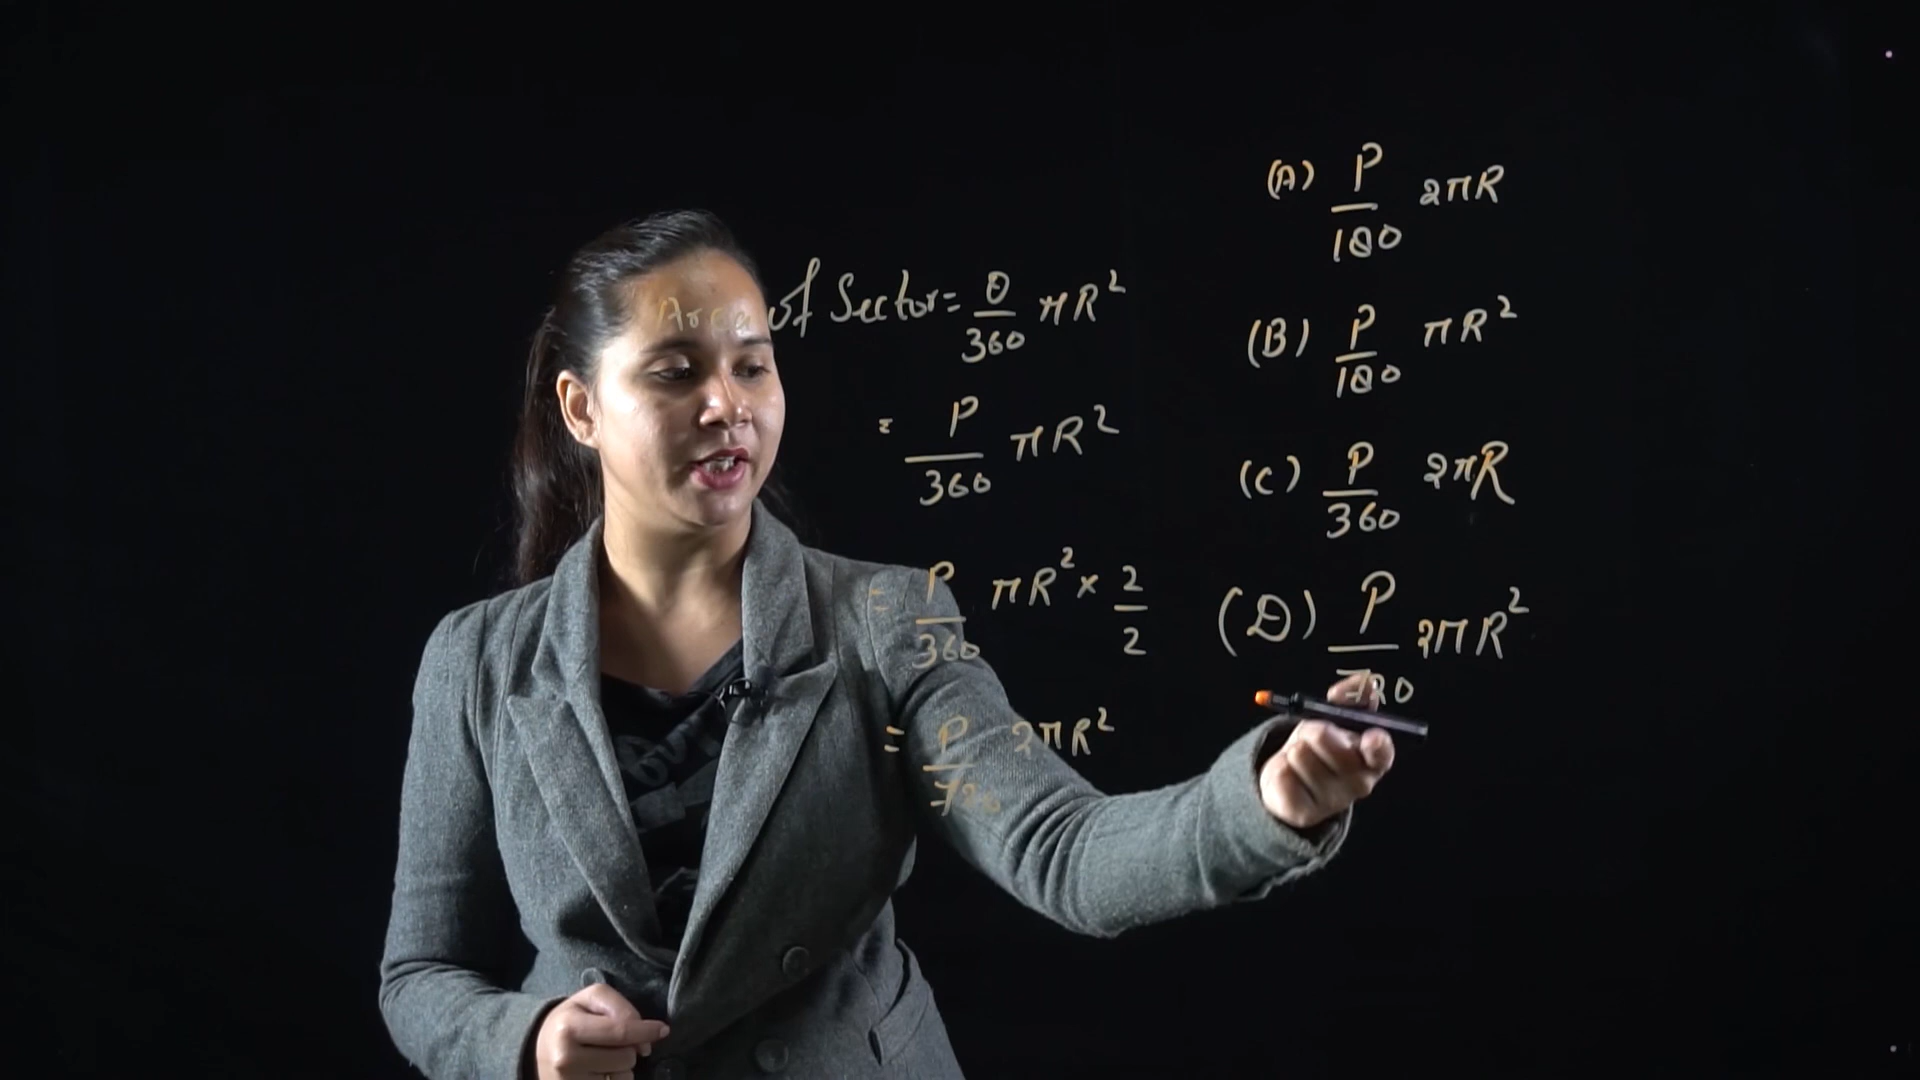 Area of Sector = θ/360 πR²
= P/360 πR²
= P/360 πR² × 2/2
= P/720 2πR²
(A) P/180 2πR
(B) P/180 πR²
(C) P/360 2πR
(D) P/720 2πR²